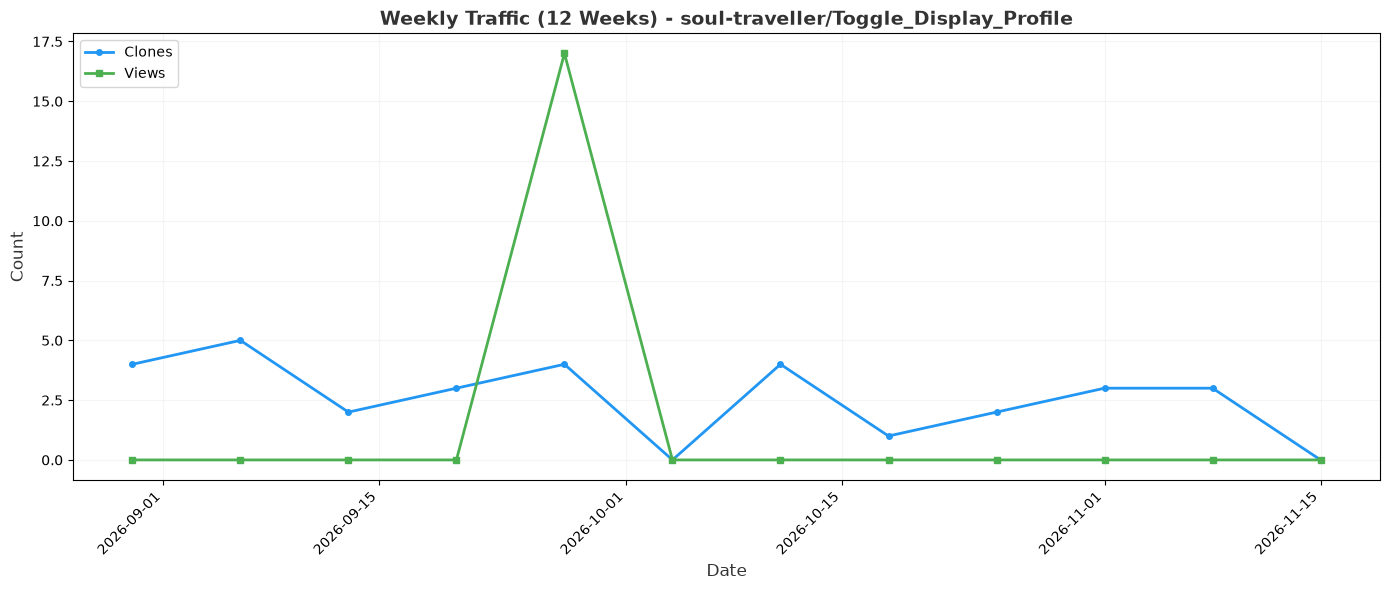 Weekly Traffic (12 Weeks) - soul-traveller/Toggle_Display_Profile
Clones
Views
17.5
15.0
12.5
10.0
7.5
5.0
2.5
0.0
Count
2026-09-01
2026-09-15
2026-10-01
2026-10-15
2026-11-01
2026-11-15
Date